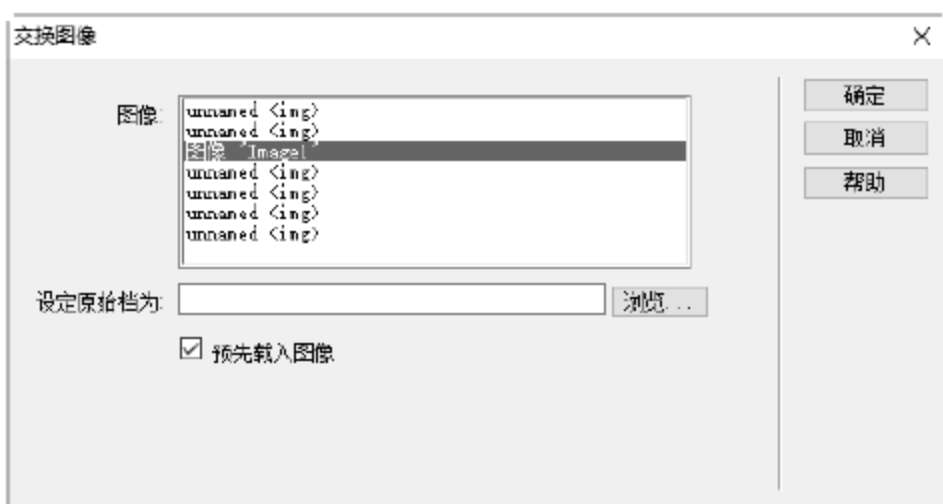 交换图像
图像:
unnamed <img>
unnamed <img>
图像 "Image1"
unnamed <img>
unnamed <img>
unnamed <img>
unnamed <img>
设定原始档为:
浏览...
预先载入图像
确定
取消
帮助